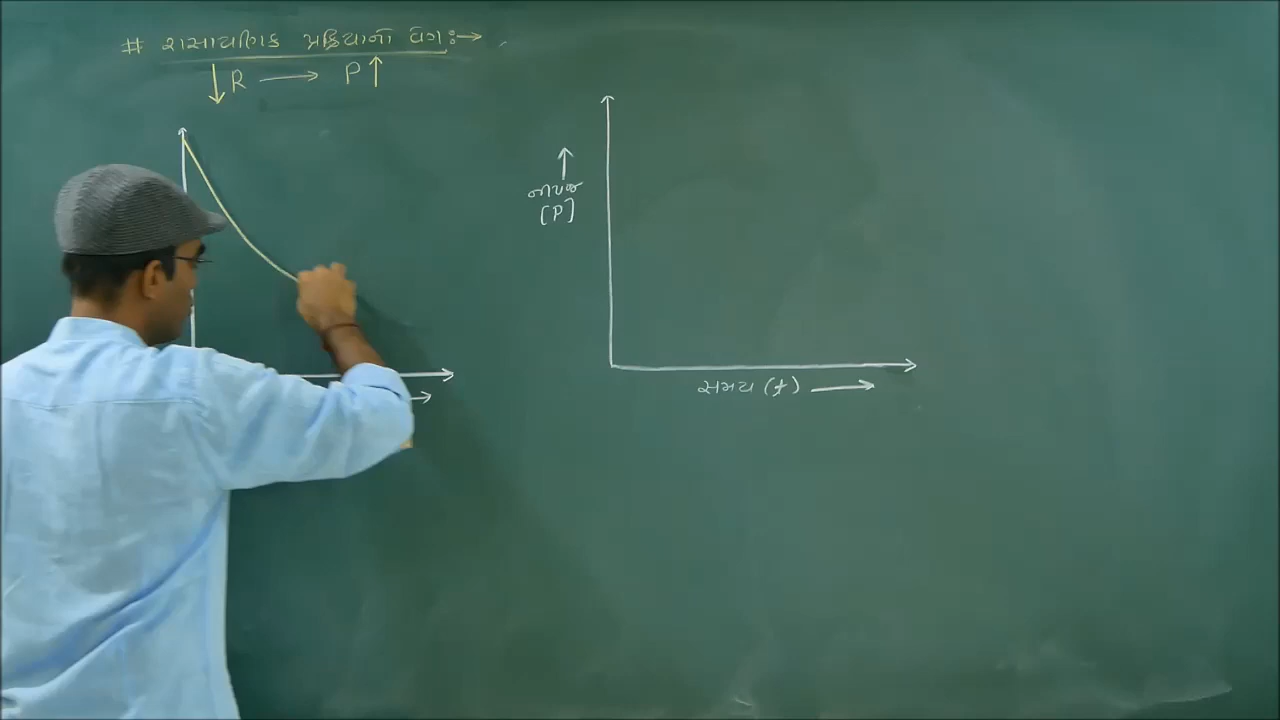 # રાસાયણિક પ્રક્રિયાનો વેગ :→
↓ R → P ↑
↑
નીપજ
[P]
સમય (t) →